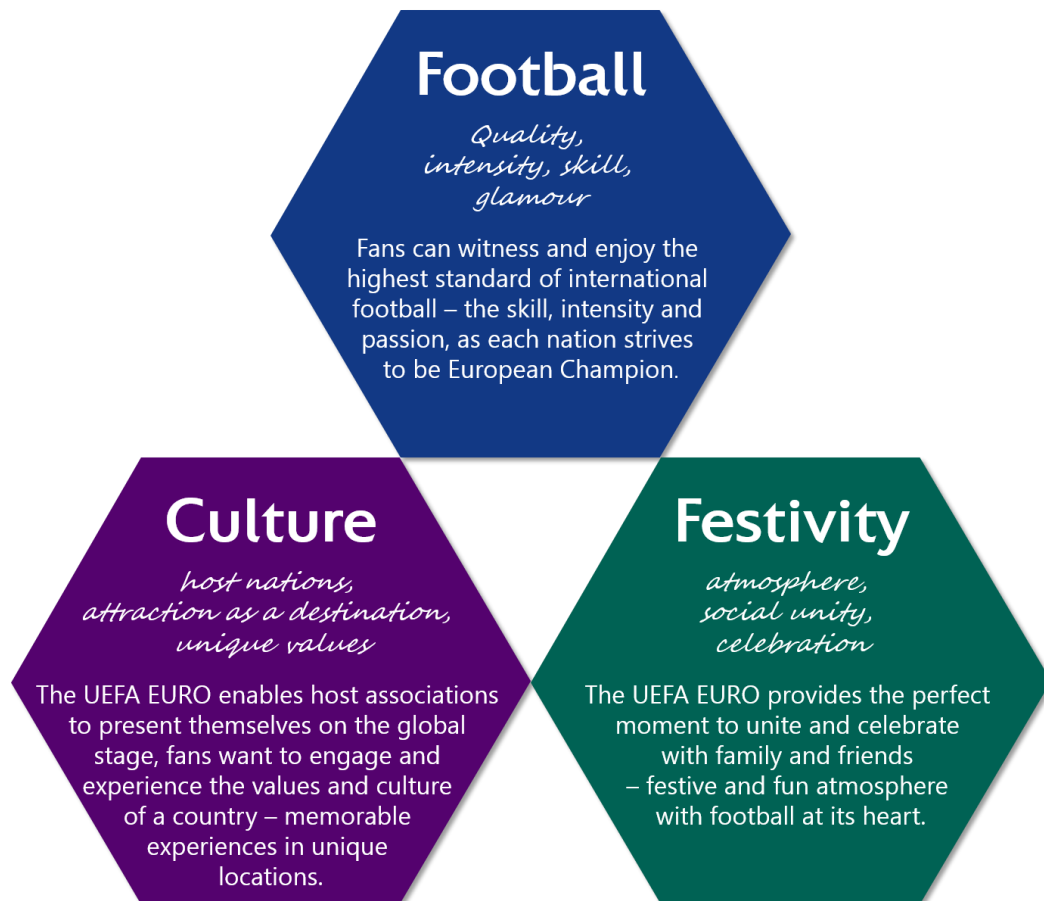 Football
Quality,
intensity, skill,
glamour
Fans can witness and enjoy the
highest standard of international
football – the skill, intensity and
passion, as each nation strives
to be European Champion.
Culture
host nations,
attraction as a destination,
unique values
The UEFA EURO enables host associations
to present themselves on the global
stage, fans want to engage and
experience the values and culture
of a country – memorable
experiences in unique
locations.
Festivity
atmosphere,
social unity,
celebration
The UEFA EURO provides the perfect
moment to unite and celebrate
with family and friends
– festive and fun atmosphere
with football at its heart.